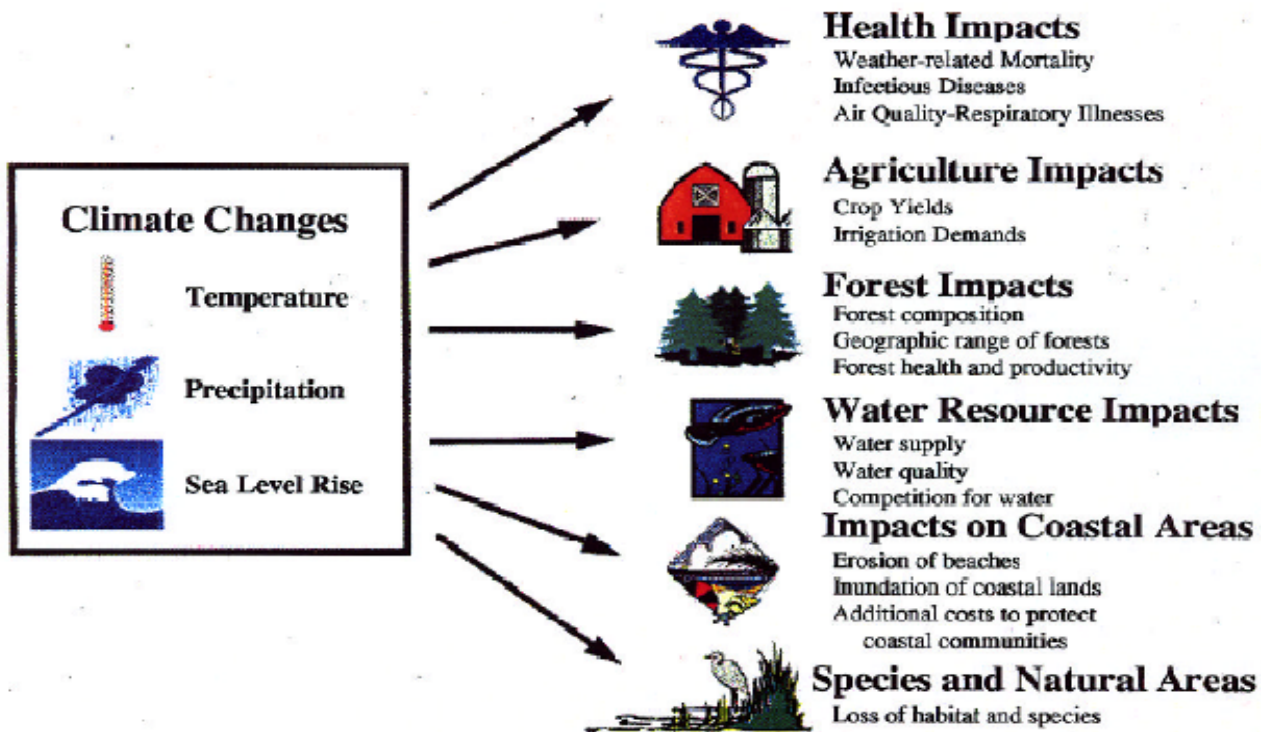 Climate Changes
Temperature
Precipitation
Sea Level Rise
Health Impacts
Weather-related Mortality
Infectious Diseases
Air Quality-Respiratory Illnesses
Agriculture Impacts
Crop Yields
Irrigation Demands
Forest Impacts
Forest composition
Geographic range of forests
Forest health and productivity
Water Resource Impacts
Water supply
Water quality
Competition for water
Impacts on Coastal Areas
Erosion of beaches
Inundation of coastal lands
Additional costs to protect
coastal communities
Species and Natural Areas
Loss of habitat and species